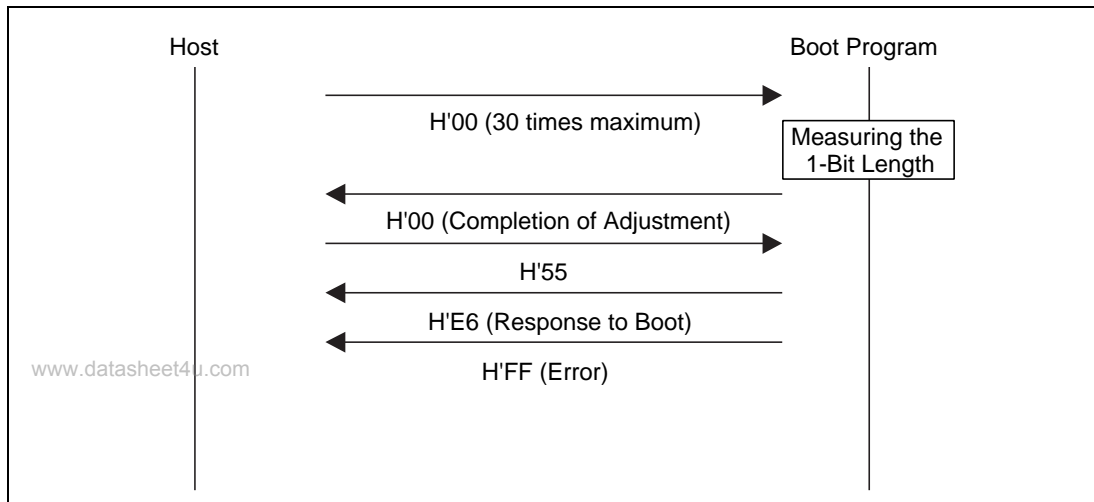 Host
Boot Program
H'00 (30 times maximum)
Measuring the
1-Bit Length
H'00 (Completion of Adjustment)
H'55
H'E6 (Response to Boot)
www.datasheet4u.com
H'FF (Error)